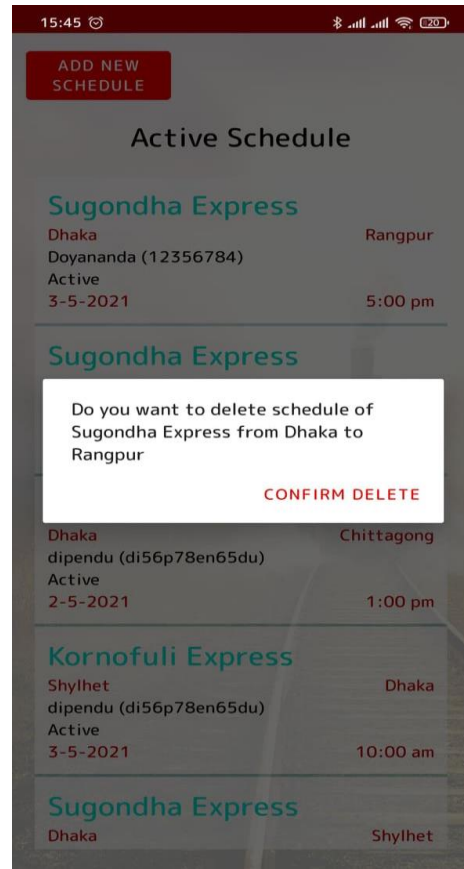 15:45
20
ADD NEW
SCHEDULE
Active Schedule
Sugondha Express
Dhaka Rangpur
Doyananda (12356784)
Active
3-5-2021 5:00 pm
Sugondha Express
Do you want to delete schedule of
Sugondha Express from Dhaka to
Rangpur
CONFIRM DELETE
Dhaka Chittagong
dipendu (di56p78en65du)
Active
2-5-2021 1:00 pm
Kornofuli Express
Shylhet Dhaka
dipendu (di56p78en65du)
Active
3-5-2021 10:00 am
Sugondha Express
Dhaka Shylhet